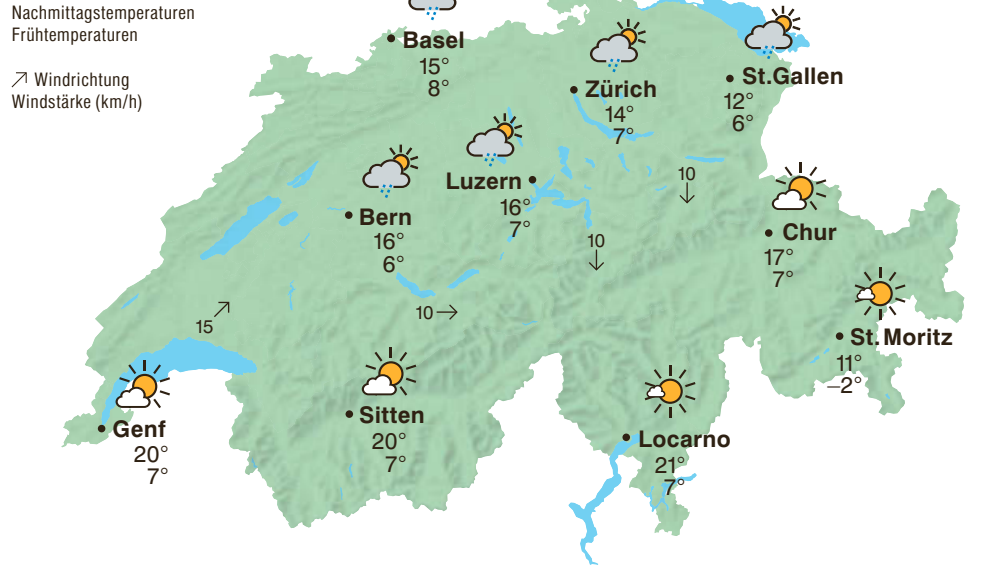 Nachmittagstemperaturen
Frühtemperaturen
Windrichtung
Windstärke (km/h)
Basel
15°
8°
Zürich
14°
7°
St.Gallen
12°
6°
Luzern
16°
7°
10
Bern
16°
6°
10
Chur
17°
7°
10
15
St. Moritz
11°
–2°
Genf
20°
7°
Sitten
20°
7°
Locarno
21°
7°